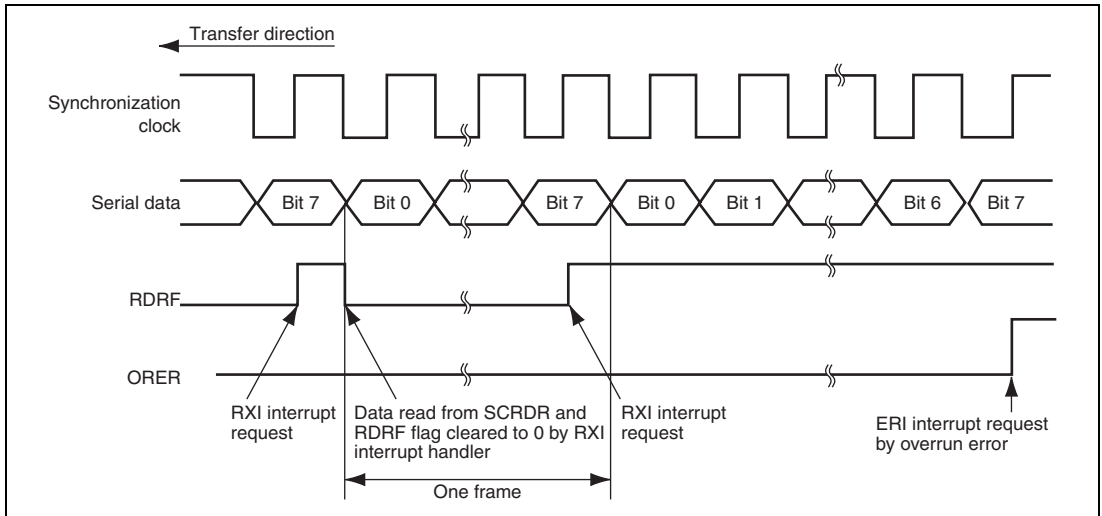 Transfer direction
Synchronization
clock
Serial data
Bit 7
Bit 0
Bit 7
Bit 0
Bit 1
Bit 6
Bit 7
RDRF
ORER
RXI interrupt
request
Data read from SCRDR and
RDRF flag cleared to 0 by RXI
interrupt handler
RXI interrupt
request
ERI interrupt request
by overrun error
One frame